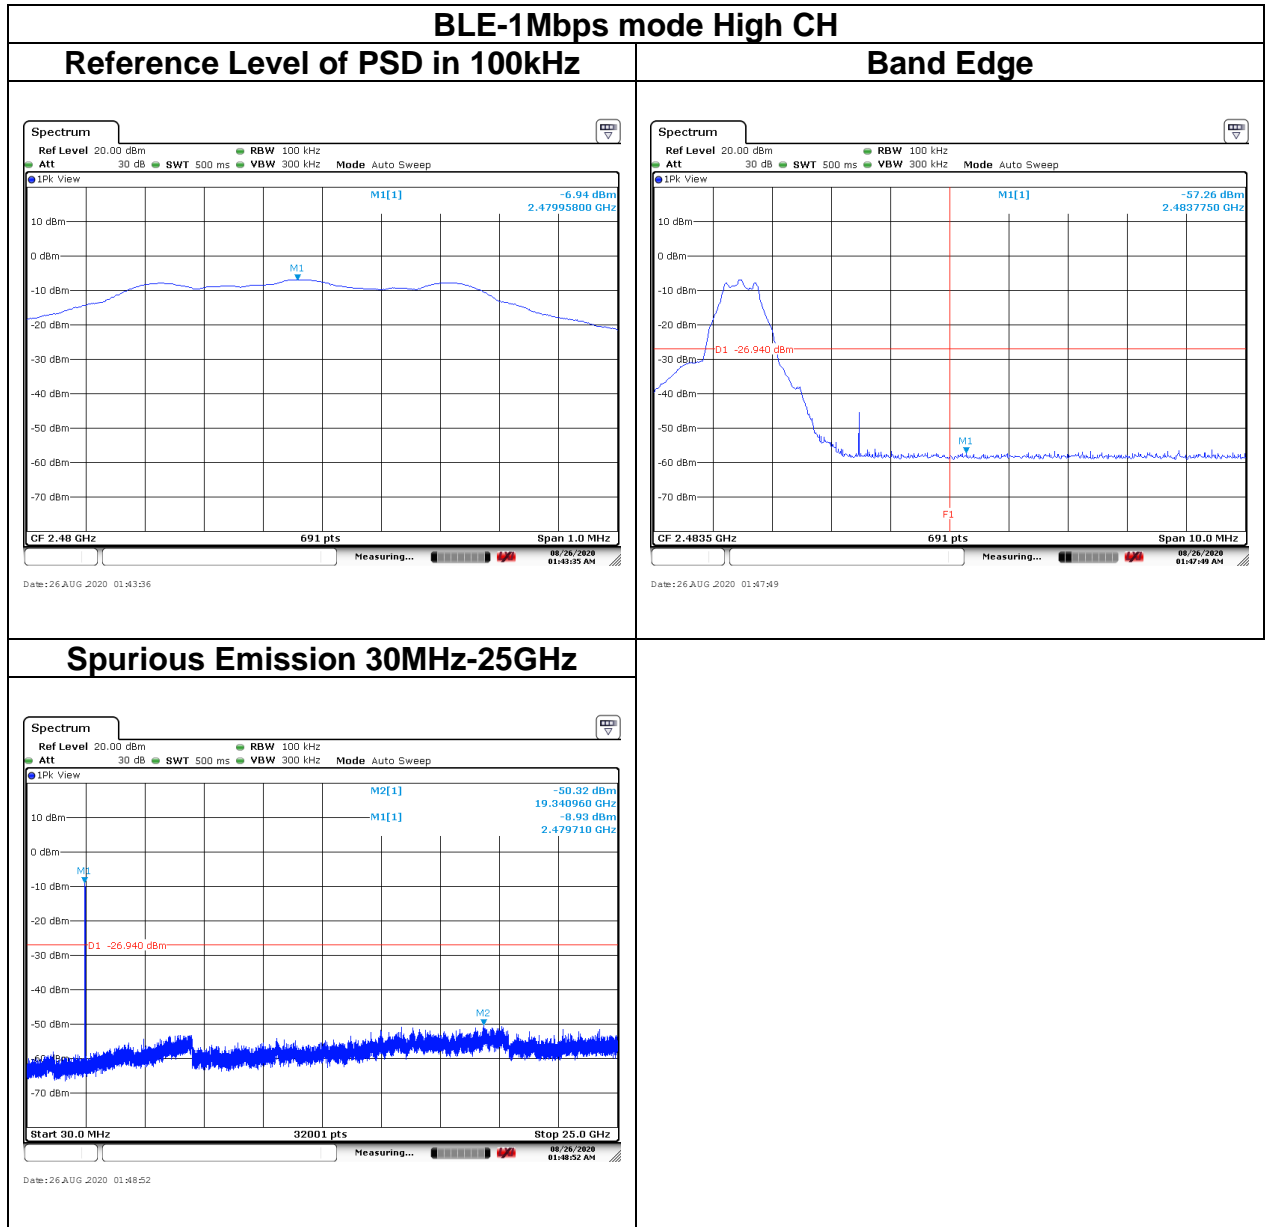 BLE-1Mbps mode High CH
Reference Level of PSD in 100kHz
Band Edge
Spectrum
Ref Level 20.00 dBm RBW 100 kHz
Att 30 dB SWT 500 ms VBW 300 kHz Mode Auto Sweep
1Pk View
M1[1] -6.94 dBm
2.47995800 GHz
10 dBm
0 dBm
M1
-10 dBm
-20 dBm
-30 dBm
-40 dBm
-50 dBm
-60 dBm
-70 dBm
CF 2.48 GHz 691 pts Span 1.0 MHz
Measuring... 08/26/2020
01:43:35 AM
Date: 26.AUG.2020 01:43:36
Spectrum
Ref Level 20.00 dBm RBW 100 kHz
Att 30 dB SWT 500 ms VBW 300 kHz Mode Auto Sweep
1Pk View
M1[1] -57.26 dBm
2.4837750 GHz
10 dBm
0 dBm
-10 dBm
-20 dBm
D1 -26.940 dBm
-30 dBm
-40 dBm
-50 dBm
M1
-60 dBm
-70 dBm
F1
CF 2.4835 GHz 691 pts Span 10.0 MHz
Measuring... 08/26/2020
01:47:49 AM
Date: 26.AUG.2020 01:47:49
Spurious Emission 30MHz-25GHz
Spectrum
Ref Level 20.00 dBm RBW 100 kHz
Att 30 dB SWT 500 ms VBW 300 kHz Mode Auto Sweep
1Pk View
M2[1] -50.32 dBm
19.340960 GHz
10 dBm
M1[1] -8.93 dBm
2.479710 GHz
0 dBm
M1
-10 dBm
-20 dBm
D1 -26.940 dBm
-30 dBm
-40 dBm
-50 dBm
M2
-60 dBm
-70 dBm
Start 30.0 MHz 32001 pts Stop 25.0 GHz
Measuring... 08/26/2020
01:48:52 AM
Date: 26.AUG.2020 01:48:52